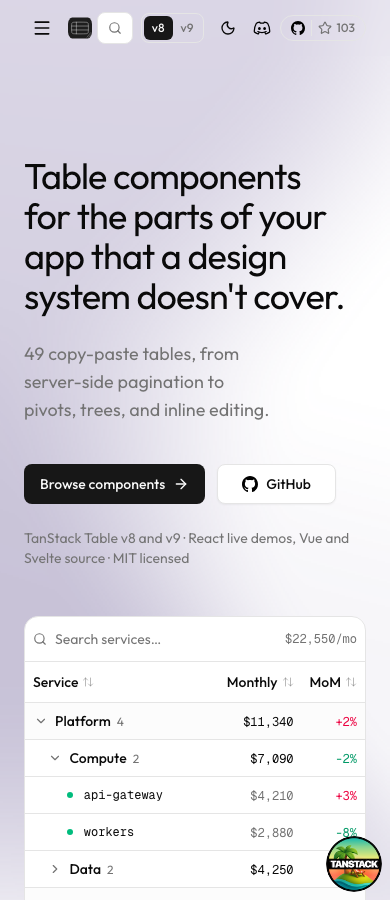 v8 v9 103
Table components
for the parts of your
app that a design
system doesn't cover.
49 copy-paste tables, from
server-side pagination to
pivots, trees, and inline editing.
Browse components → GitHub
TanStack Table v8 and v9 · React live demos, Vue and
Svelte source · MIT licensed
Search services... $22,550/mo
Service Monthly MoM
Platform 4 $11,340 +2%
Compute 2 $7,090 -2%
api-gateway $4,210 +3%
workers $2,880 -8%
Data 2 $4,250
TANSTACK